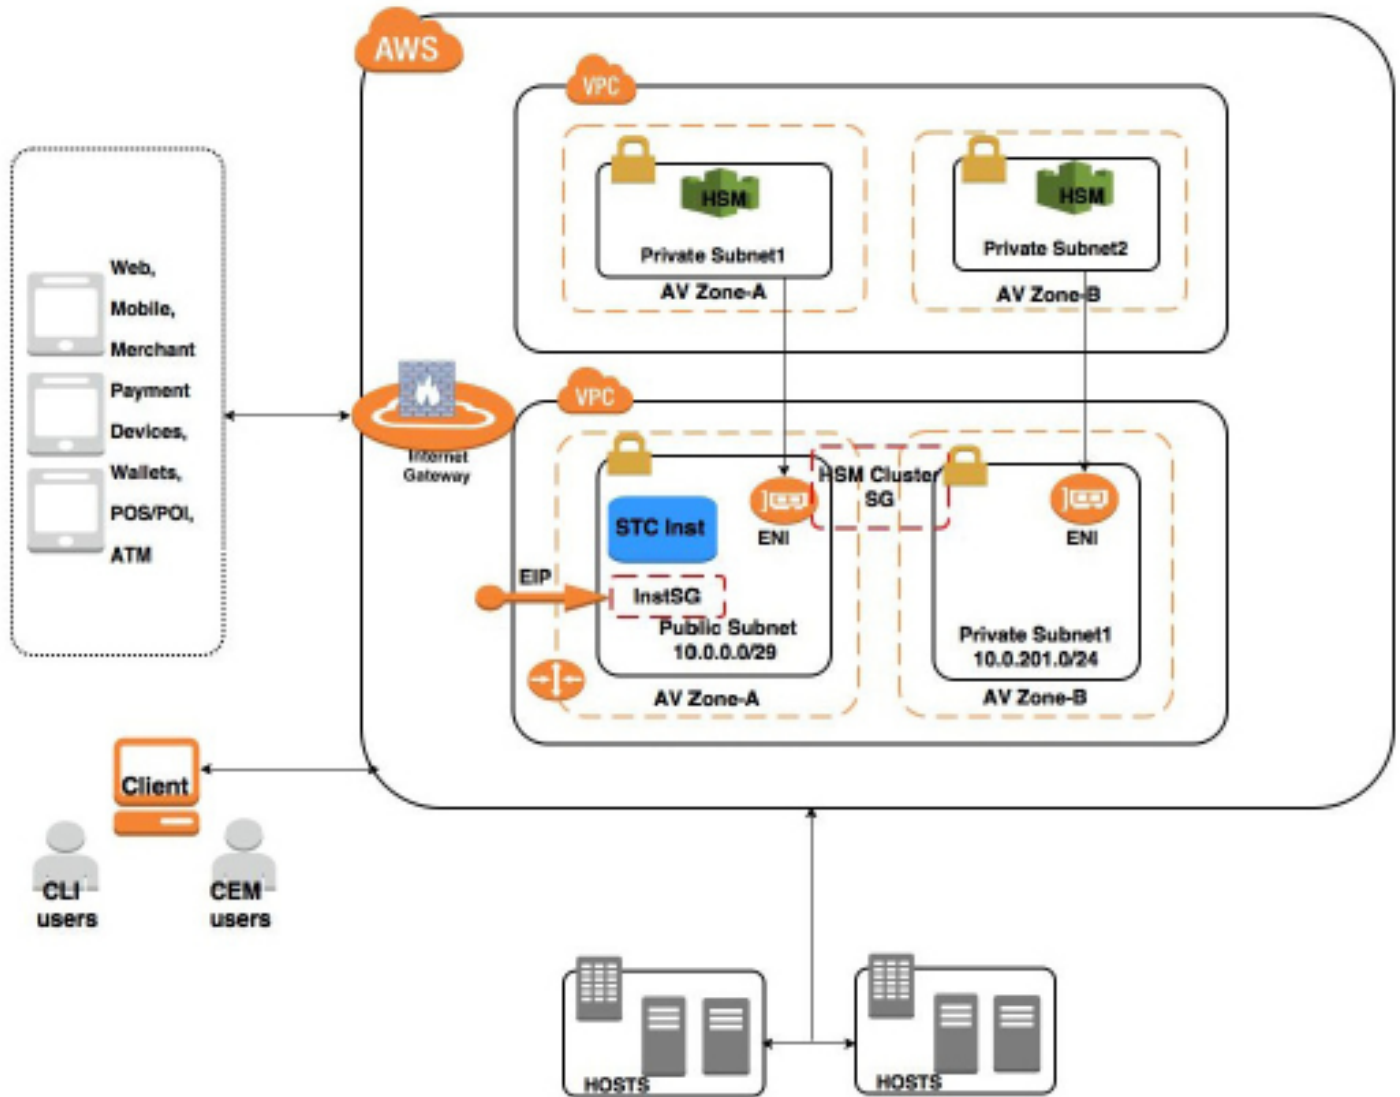 AWS
VPC
HSM
Private Subnet1
AV Zone-A
HSM
Private Subnet2
AV Zone-B
Web,
Mobile,
Merchant
Payment
Devices,
Wallets,
POS/POI,
ATM
Internet
Gateway
VPC
STC Inst
EIP
InstSG
Public Subnet
10.0.0.0/29
AV Zone-A
ENI
HSM Cluster
SG
ENI
Private Subnet1
10.0.201.0/24
AV Zone-B
Client
CLI
users
CEM
users
HOSTS
HOSTS